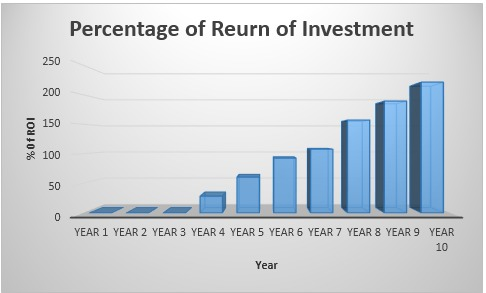 Percentage of Reurn of Investment
250
200
150
100
50
0
% 0f ROI
YEAR 1 YEAR 2 YEAR 3 YEAR 4 YEAR 5 YEAR 6 YEAR 7 YEAR 8 YEAR 9 YEAR
10
Year